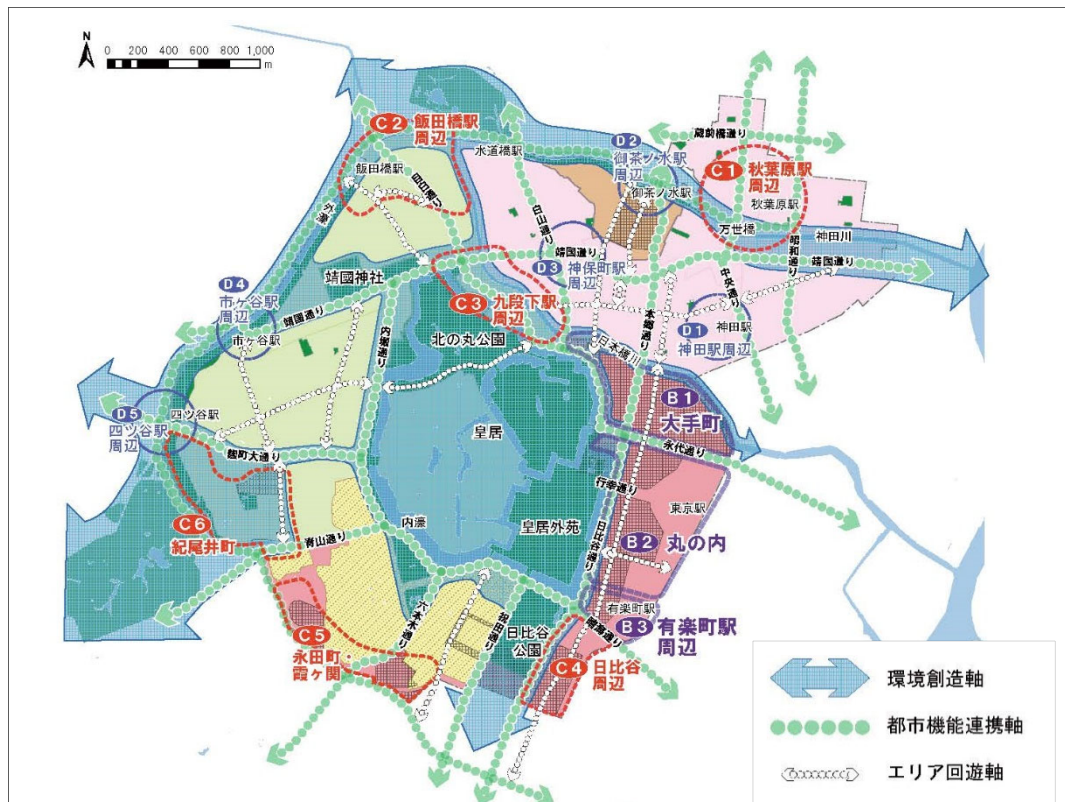 N
0 200 400 600 800 1,000
m
C2 飯田橋駅
周辺
飯田橋駅
目白通り
外濠
水道橋駅
白山通り
D2
御茶ノ水駅
周辺
御茶ノ水駅
蔵前橋通り
C1 秋葉原駅
周辺
秋葉原駅
万世橋
神田川
昭和通り
靖国通り
中央通り
靖国通り
D3 神保町駅
周辺
本郷通り
D1
神田駅
神田駅周辺
日本橋川
靖國神社
C3 九段下駅
周辺
D4
市ヶ谷駅
周辺
市ヶ谷駅
靖国通り
内堀通り
北の丸公園
D5
四ツ谷駅
周辺
四ツ谷駅
麹町大通り
皇居
B1
大手町
永代通り
行幸通り
東京駅
皇居外苑
日比谷通り
B2 丸の内
内濠
C6
紀尾井町
青山通り
有楽町駅
B3 有楽町駅
周辺
晴海通り
六本木通り
祝田通り
日比谷
公園
C5
永田町
霞ヶ関
C4 日比谷
周辺
環境創造軸
都市機能連携軸
エリア回遊軸